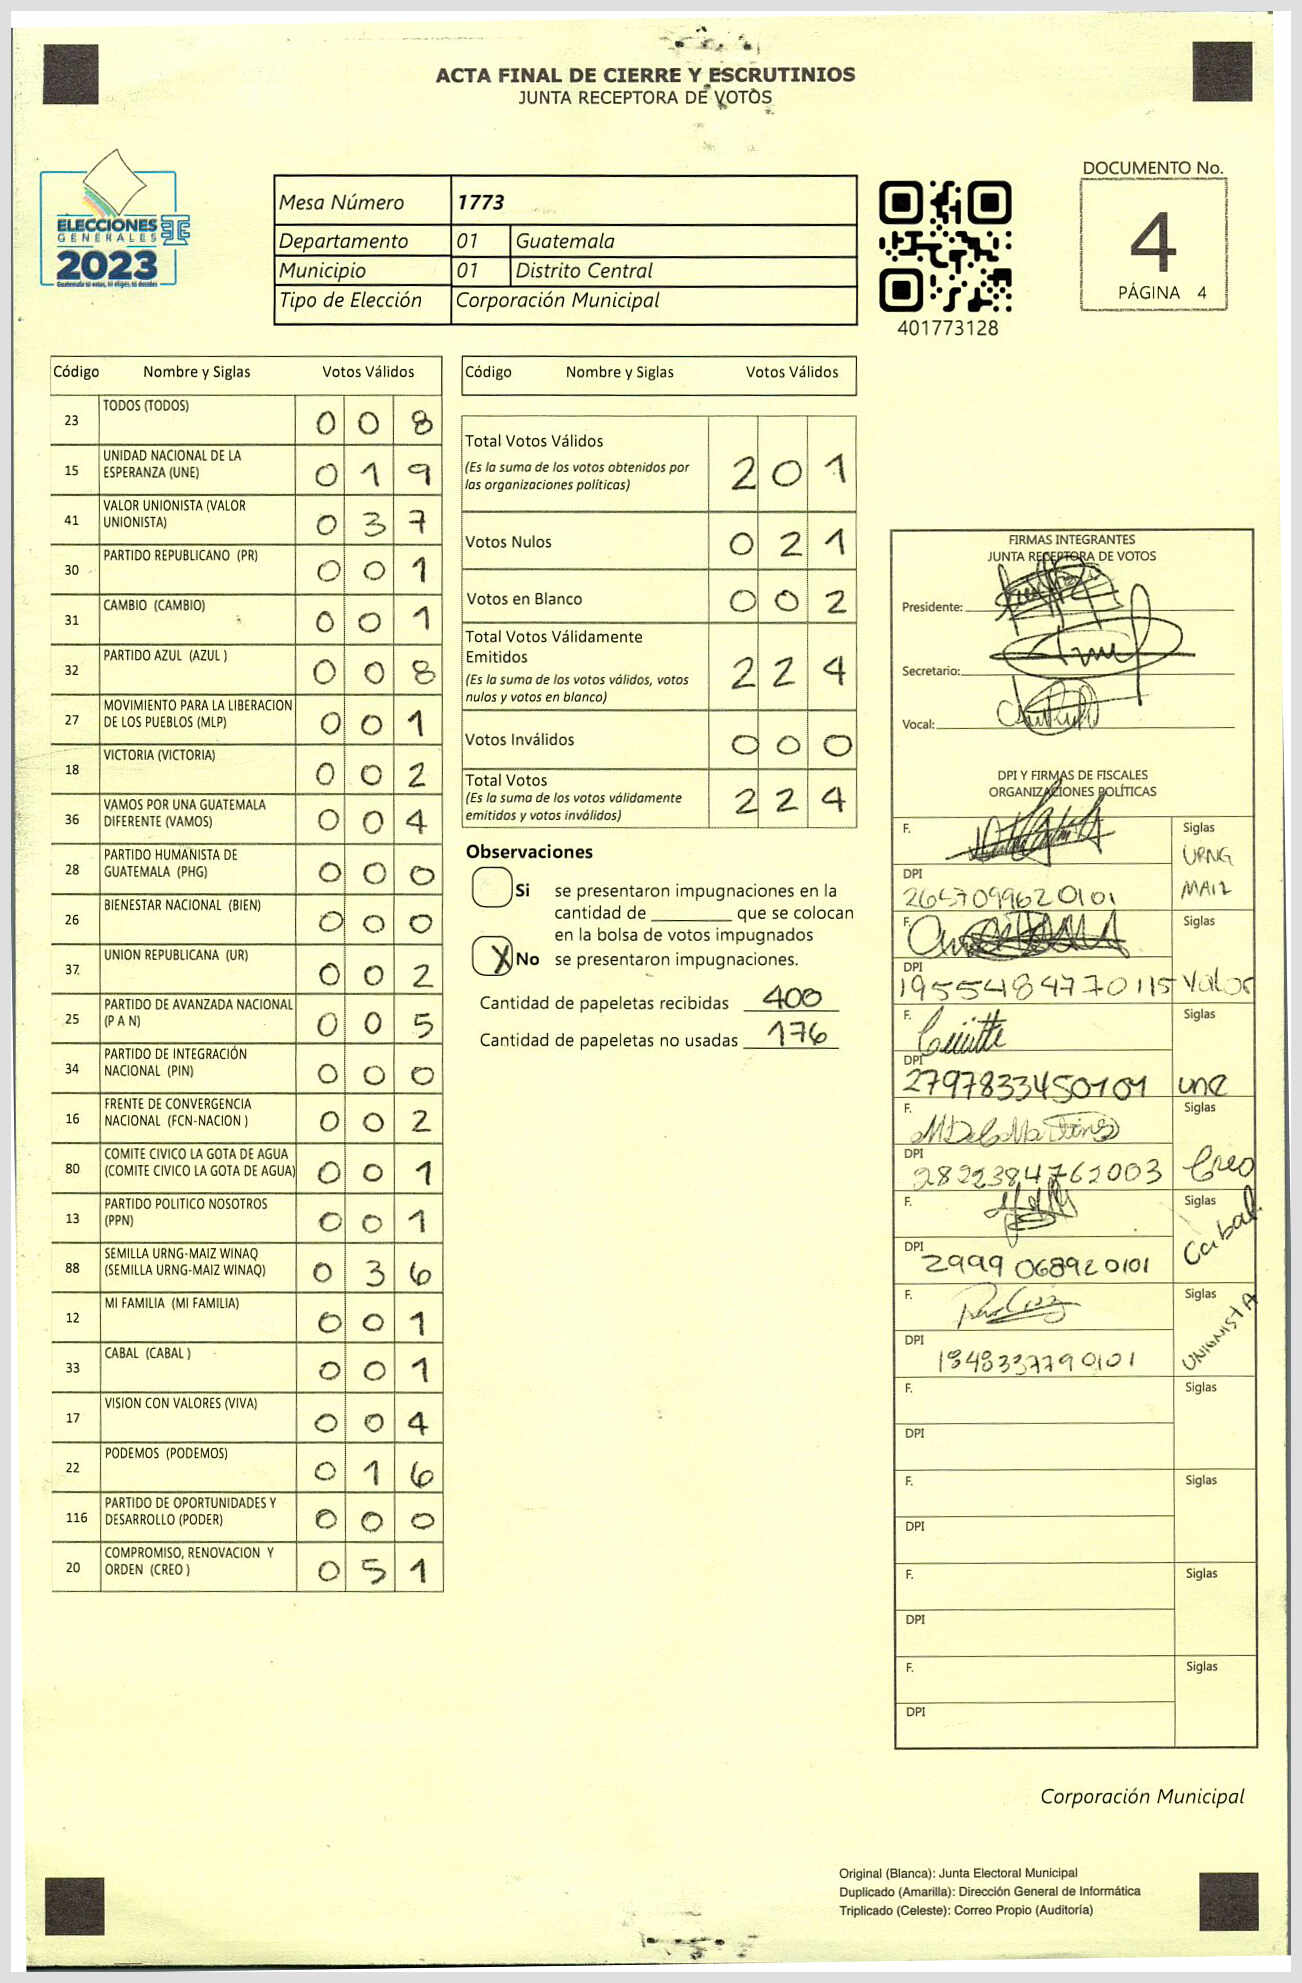 ACTA FINAL DE CIERRE Y ESCRUTINIOS
JUNTA RECEPTORA DE VOTOS
ELECCIONES
GENERALES
2023
Guatemala tú votas, tú eliges, tú decides
Mesa Número 1773
Departamento 01 Guatemala
Municipio 01 Distrito Central
Tipo de Elección Corporación Municipal
401773128
DOCUMENTO No.
4
PÁGINA 4
Código Nombre y Siglas Votos Válidos
23 TODOS (TODOS) 0 0 8
15 UNIDAD NACIONAL DE LA
ESPERANZA (UNE) 0 1 9
41 VALOR UNIONISTA (VALOR
UNIONISTA) 0 3 7
30 PARTIDO REPUBLICANO (PR) 0 0 1
31 CAMBIO (CAMBIO) 0 0 1
32 PARTIDO AZUL (AZUL ) 0 0 8
27 MOVIMIENTO PARA LA LIBERACION
DE LOS PUEBLOS (MLP) 0 0 1
18 VICTORIA (VICTORIA) 0 0 2
36 VAMOS POR UNA GUATEMALA
DIFERENTE (VAMOS) 0 0 4
28 PARTIDO HUMANISTA DE
GUATEMALA (PHG) 0 0 0
26 BIENESTAR NACIONAL (BIEN) 0 0 0
37 UNION REPUBLICANA (UR) 0 0 2
25 PARTIDO DE AVANZADA NACIONAL
(P A N) 0 0 5
34 PARTIDO DE INTEGRACIÓN
NACIONAL (PIN) 0 0 0
16 FRENTE DE CONVERGENCIA
NACIONAL (FCN-NACION ) 0 0 2
80 COMITE CIVICO LA GOTA DE AGUA
(COMITE CIVICO LA GOTA DE AGUA) 0 0 1
13 PARTIDO POLITICO NOSOTROS
(PPN) 0 0 1
88 SEMILLA URNG-MAIZ WINAQ
(SEMILLA URNG-MAIZ WINAQ) 0 3 6
12 MI FAMILIA (MI FAMILIA) 0 0 1
33 CABAL (CABAL ) 0 0 1
17 VISION CON VALORES (VIVA) 0 0 4
22 PODEMOS (PODEMOS) 0 1 6
116 PARTIDO DE OPORTUNIDADES Y
DESARROLLO (PODER) 0 0 0
20 COMPROMISO, RENOVACION Y
ORDEN (CREO ) 0 5 1
Código Nombre y Siglas Votos Válidos
Total Votos Válidos
(Es la suma de los votos obtenidos por
las organizaciones políticas) 2 0 1
Votos Nulos 0 2 1
Votos en Blanco 0 0 2
Total Votos Válidamente
Emitidos
(Es la suma de los votos válidos, votos
nulos y votos en blanco) 2 2 4
Votos Inválidos 0 0 0
Total Votos
(Es la suma de los votos válidamente
emitidos y votos inválidos) 2 2 4
Observaciones
Si se presentaron impugnaciones en la
cantidad de ________ que se colocan
en la bolsa de votos impugnados
X No se presentaron impugnaciones.
Cantidad de papeletas recibidas 400
Cantidad de papeletas no usadas 176
FIRMAS INTEGRANTES
JUNTA RECEPTORA DE VOTOS
Presidente:
Secretario:
Vocal:
DPI Y FIRMAS DE FISCALES
ORGANIZACIONES POLÍTICAS
F. Siglas
URNG
MAIZ
DPI
F. Siglas
DPI
1955484770115 Valor
F. Siglas
DPI
2797833450101 une
F. Siglas
DPI
2822384762003 Creo
F. Siglas
Cabal
DPI
2999 068920101
F. Siglas
UNIONISTA
DPI
F. Siglas
DPI
F. Siglas
DPI
F. Siglas
DPI
F. Siglas
DPI
Corporación Municipal
Original (Blanca): Junta Electoral Municipal
Duplicado (Amarilla): Dirección General de Informática
Triplicado (Celeste): Correo Propio (Auditoría)